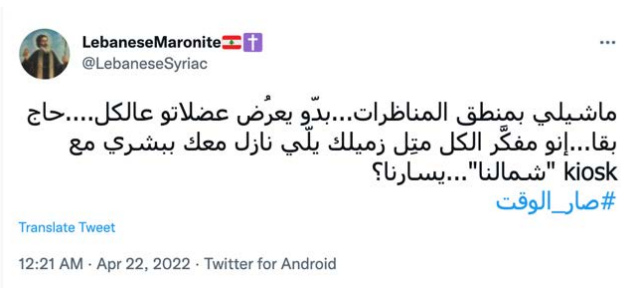 LebaneseMaronite🇱🇧✝️
@LebaneseSyriac
ماشيلي بمنطق المناظرات...بدّو يعرُض عضلاتو عالكل....حاج
بقا...إنو مفكَّر الكل متِل زميلك يلّي نازل معك ببشري مع
kiosk "شمالنا"...يسارنا؟
#صار_الوقت
Translate Tweet
12:21 AM · Apr 22, 2022 · Twitter for Android